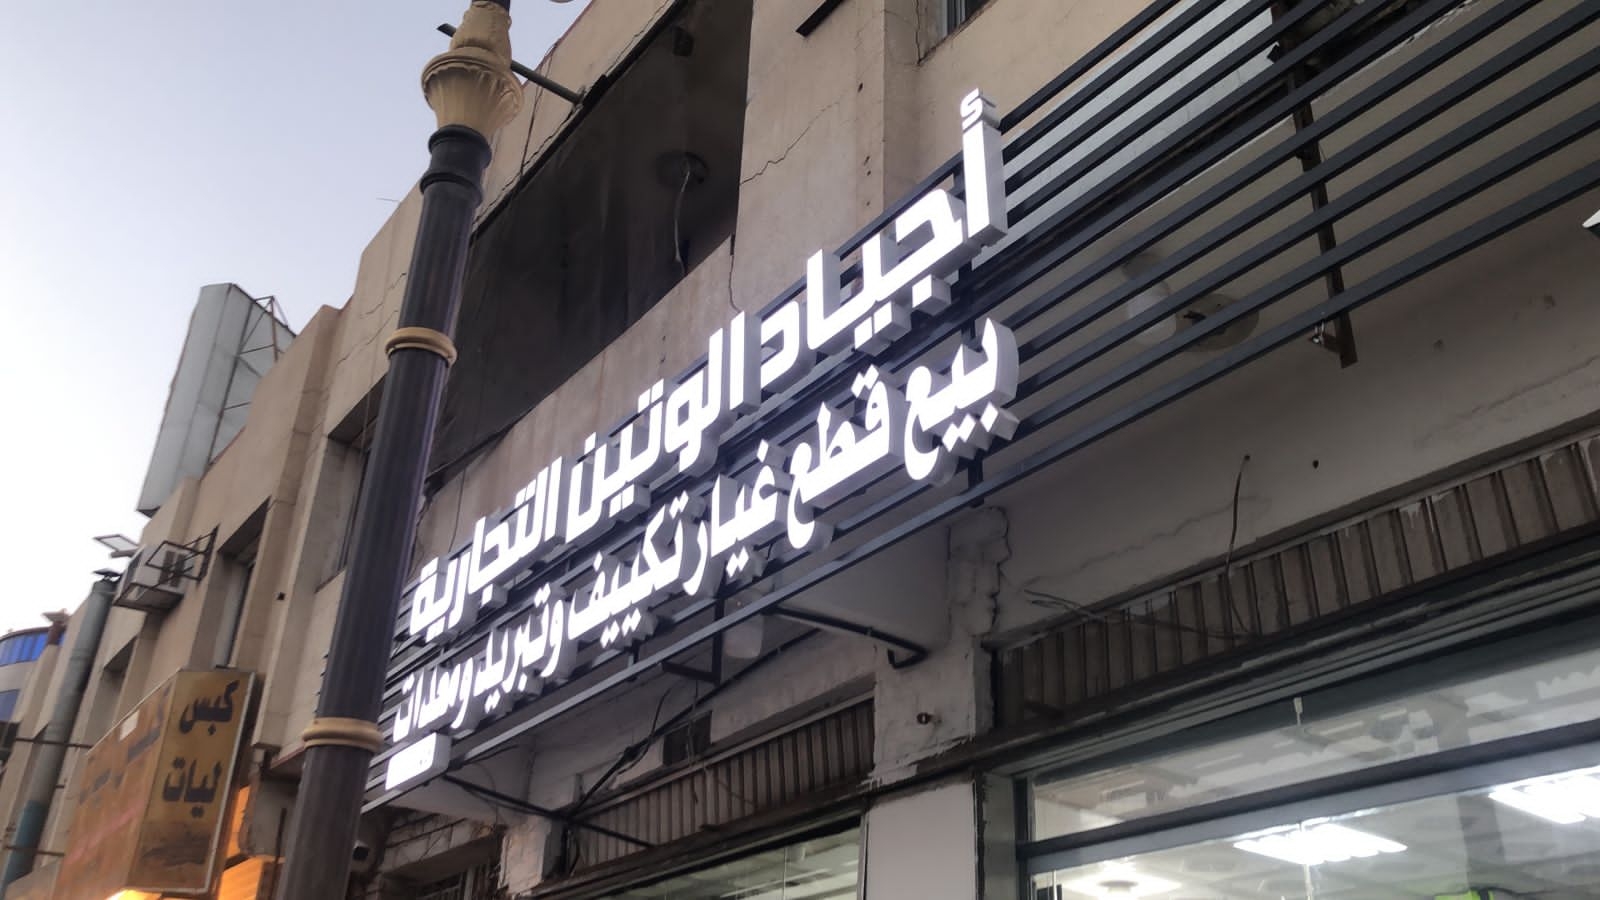 أجياد الوتين التجارية
بيع قطع غيار تكييف وتبريد ومعدات
كبس
ليات